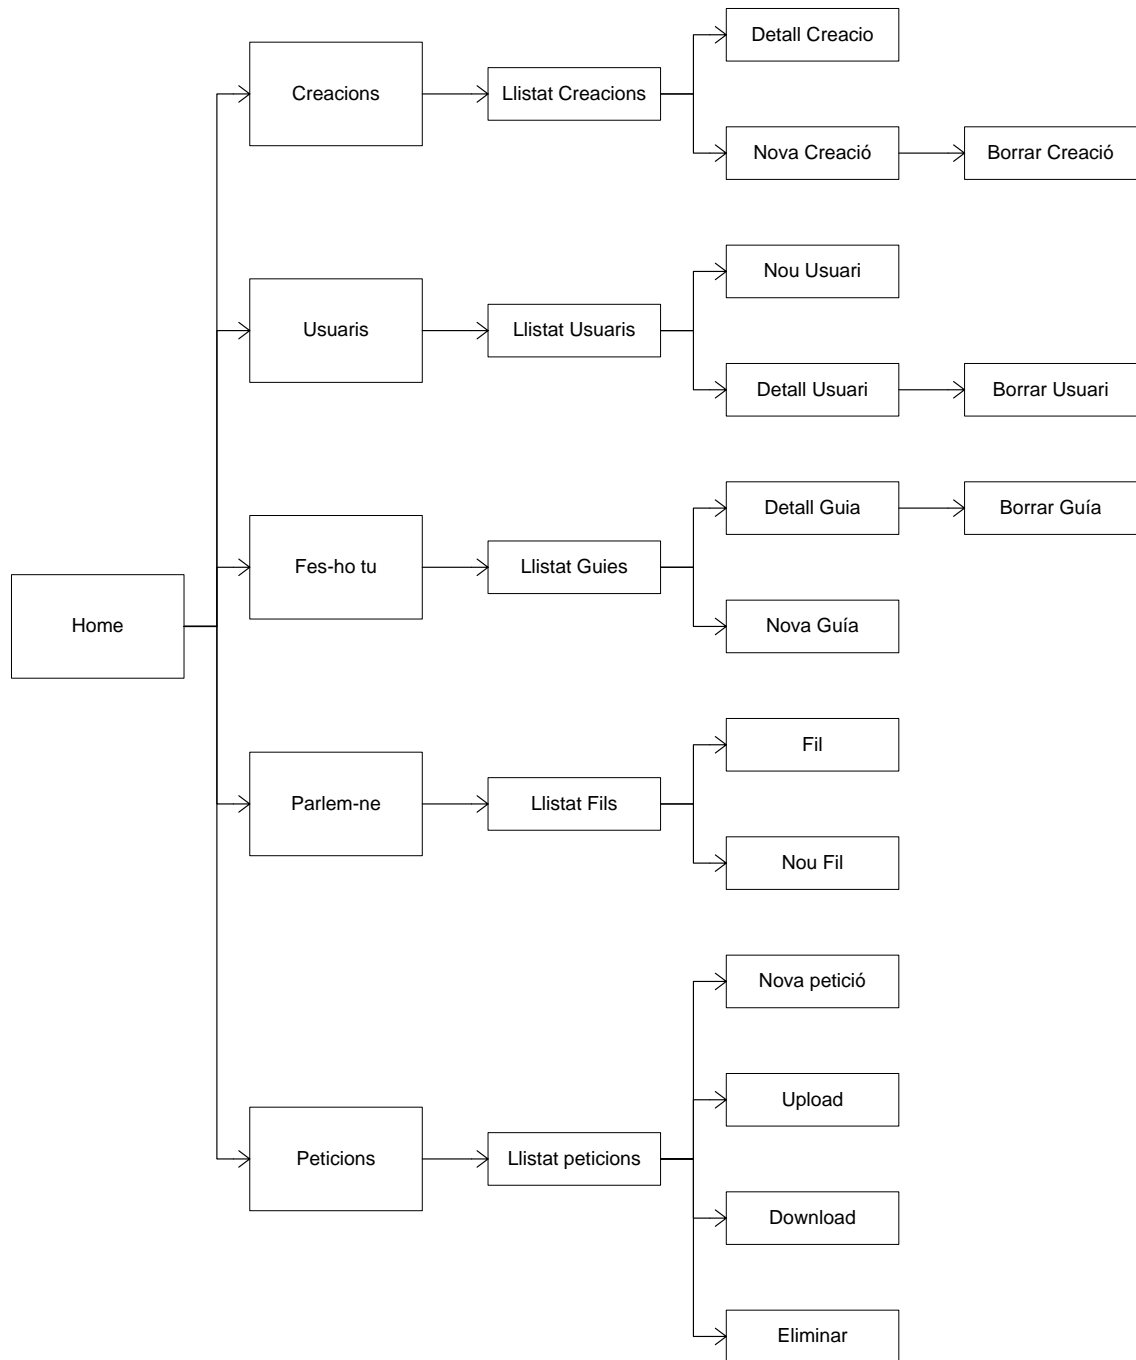 Detall Creacio
Creacions
Llistat Creacions
Nova Creació
Borrar Creació
Nou Usuari
Usuaris
Llistat Usuaris
Detall Usuari
Borrar Usuari
Detall Guia
Borrar Guía
Fes-ho tu
Llistat Guies
Home
Nova Guía
Fil
Parlem-ne
Llistat Fils
Nou Fil
Nova petició
Upload
Peticions
Llistat peticions
Download
Eliminar